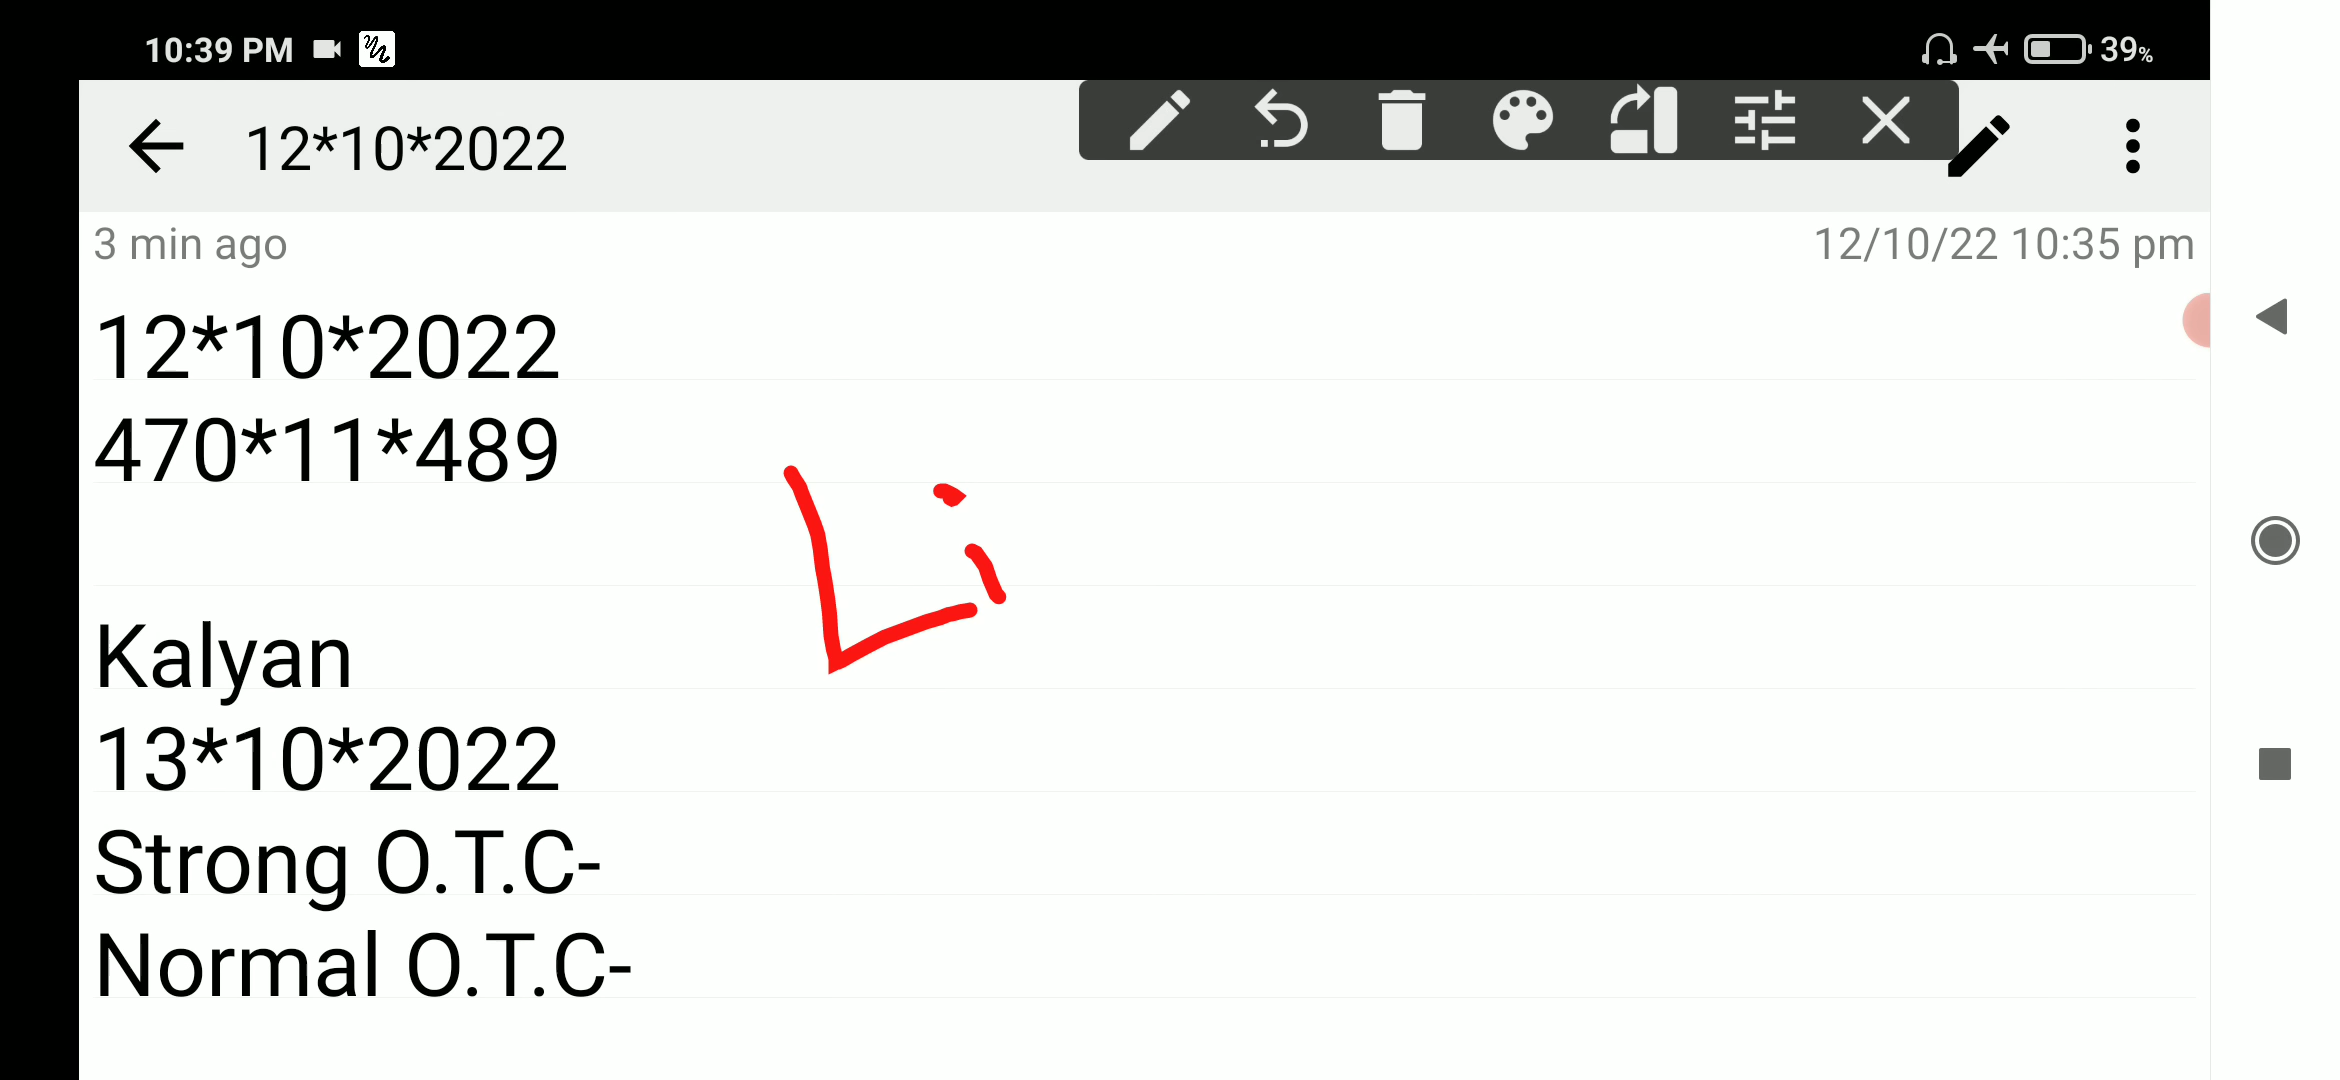 10:39 PM 39%
12*10*2022
3 min ago 12/10/22 10:35 pm
12*10*2022
470*11*489
Li
Kalyan
13*10*2022
Strong O.T.C-
Normal O.T.C-